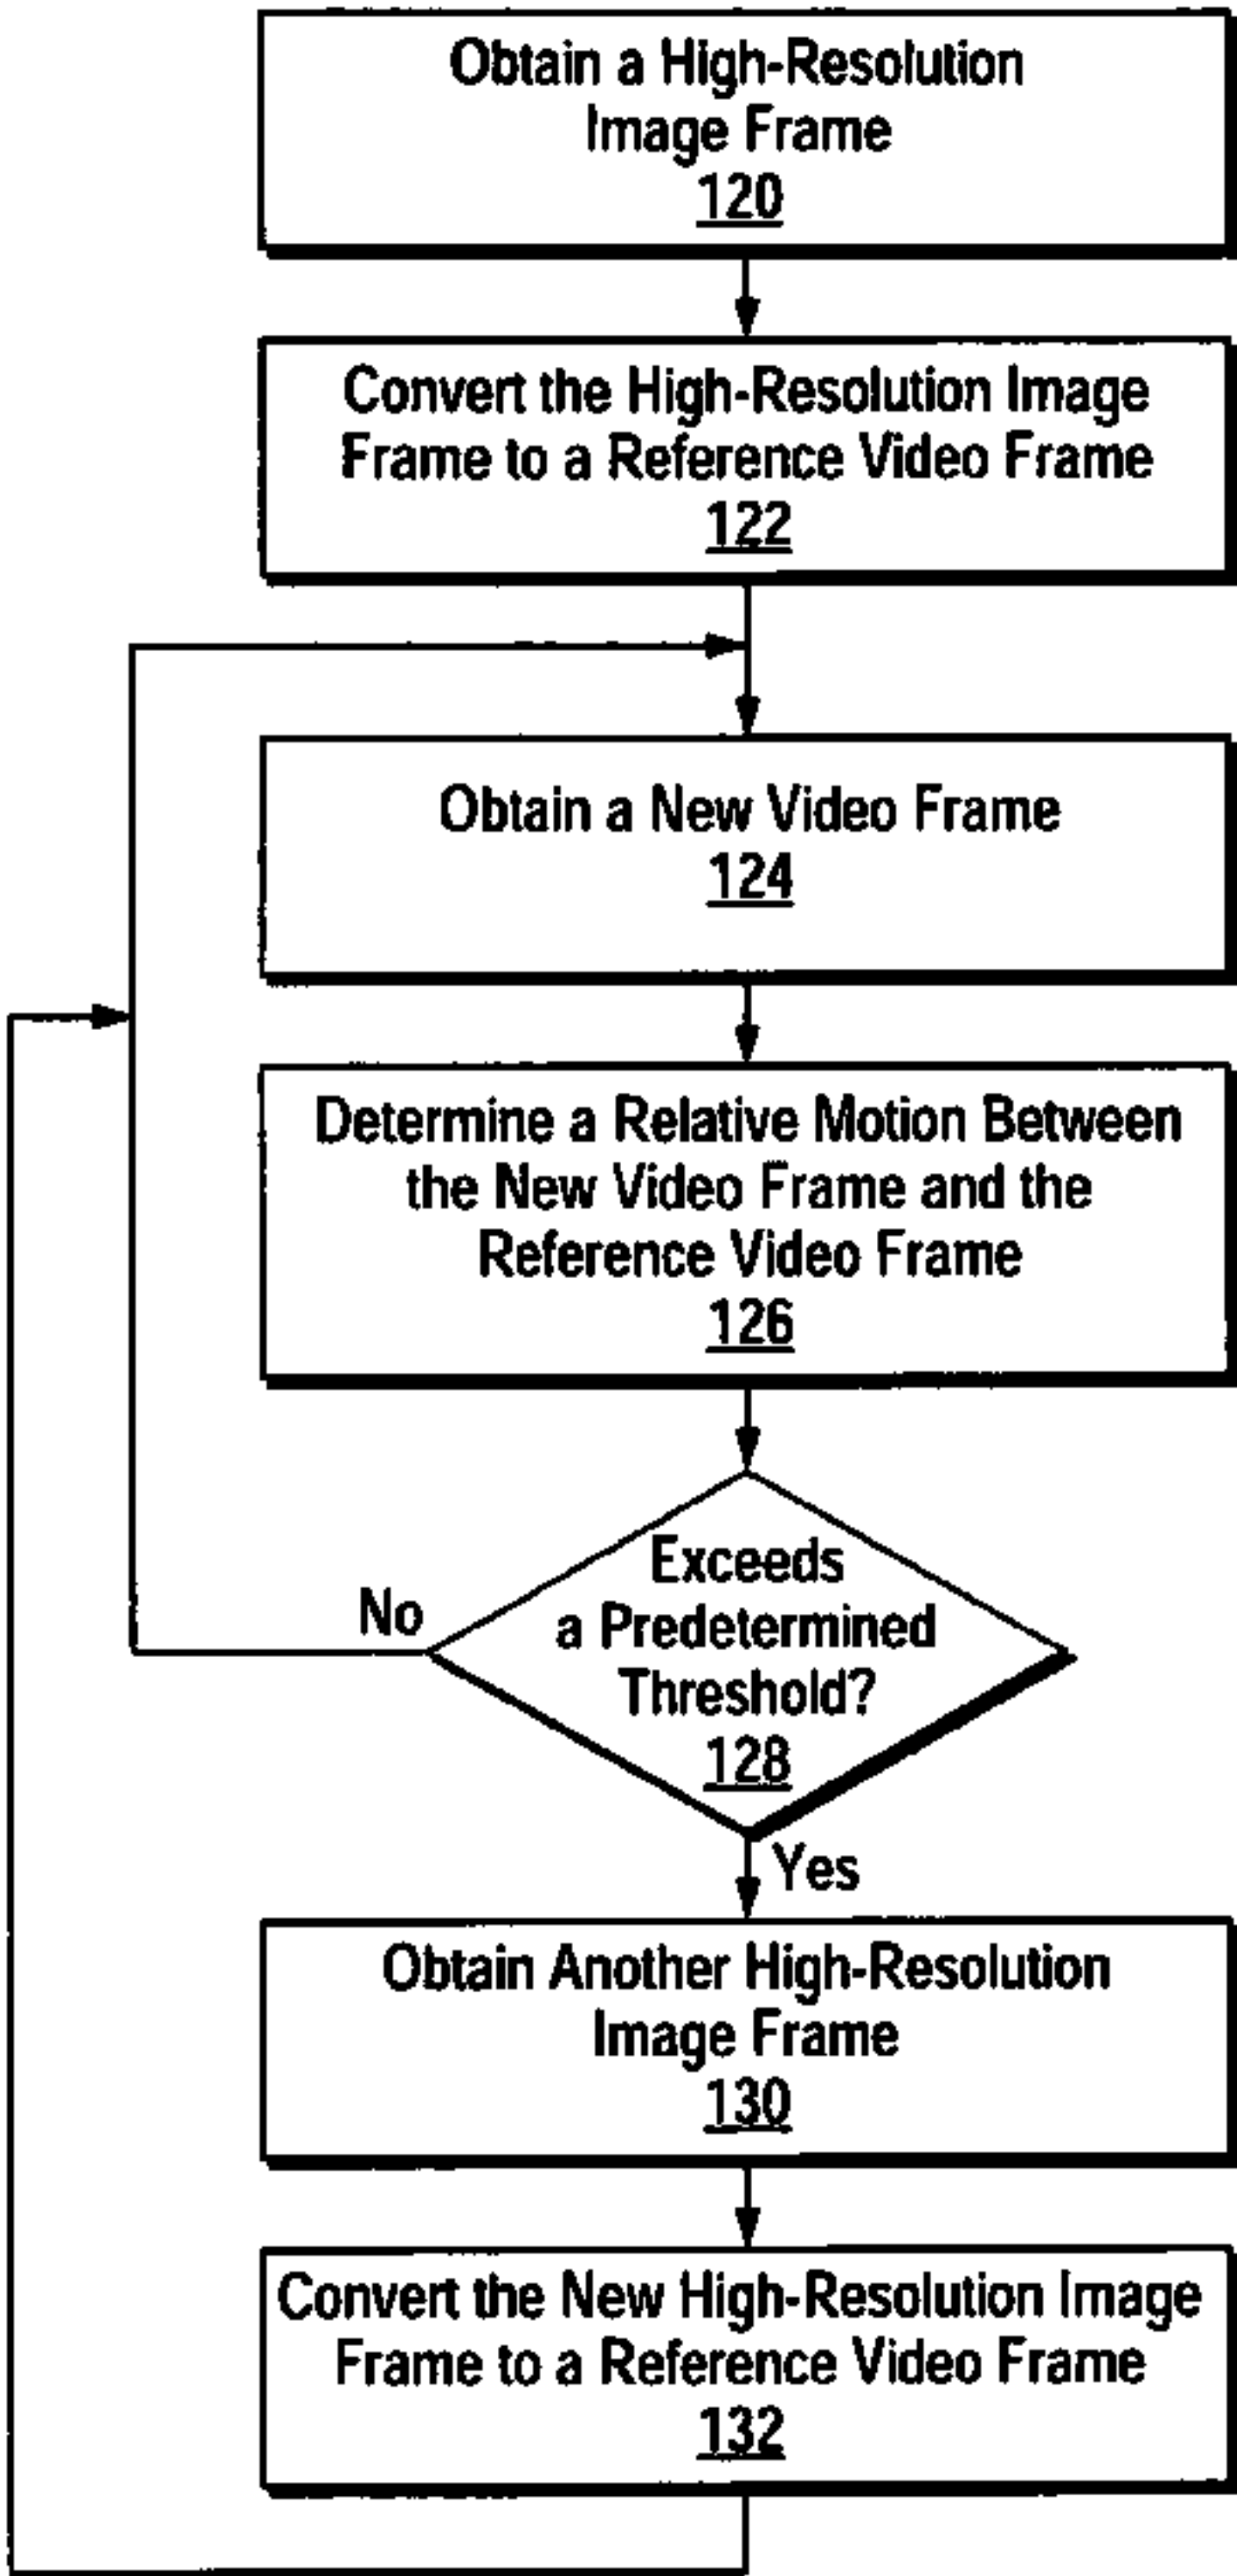 Obtain a High-Resolution
Image Frame
120
Convert the High-Resolution Image
Frame to a Reference Video Frame
122
Obtain a New Video Frame
124
Determine a Relative Motion Between
the New Video Frame and the
Reference Video Frame
126
Exceeds
a Predetermined
Threshold?
128
No
Yes
Obtain Another High-Resolution
Image Frame
130
Convert the New High-Resolution Image
Frame to a Reference Video Frame
132